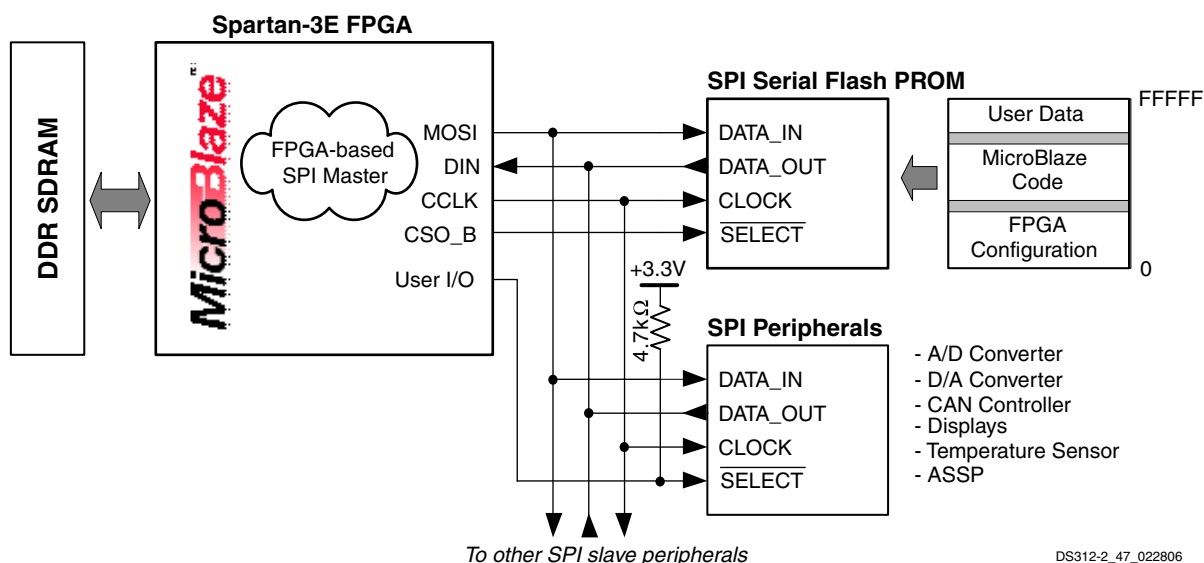 Spartan-3E FPGA
DDR SDRAM
MicroBlaze
FPGA-based
SPI Master
MOSI
DIN
CCLK
CSO_B
User I/O
SPI Serial Flash PROM
DATA_IN
DATA_OUT
CLOCK
SELECT
User Data
MicroBlaze
Code
FPGA
Configuration
FFFFF
0
+3.3V
4.7kΩ
SPI Peripherals
DATA_IN
DATA_OUT
CLOCK
SELECT
- A/D Converter
- D/A Converter
- CAN Controller
- Displays
- Temperature Sensor
- ASSP
To other SPI slave peripherals
DS312-2_47_022806